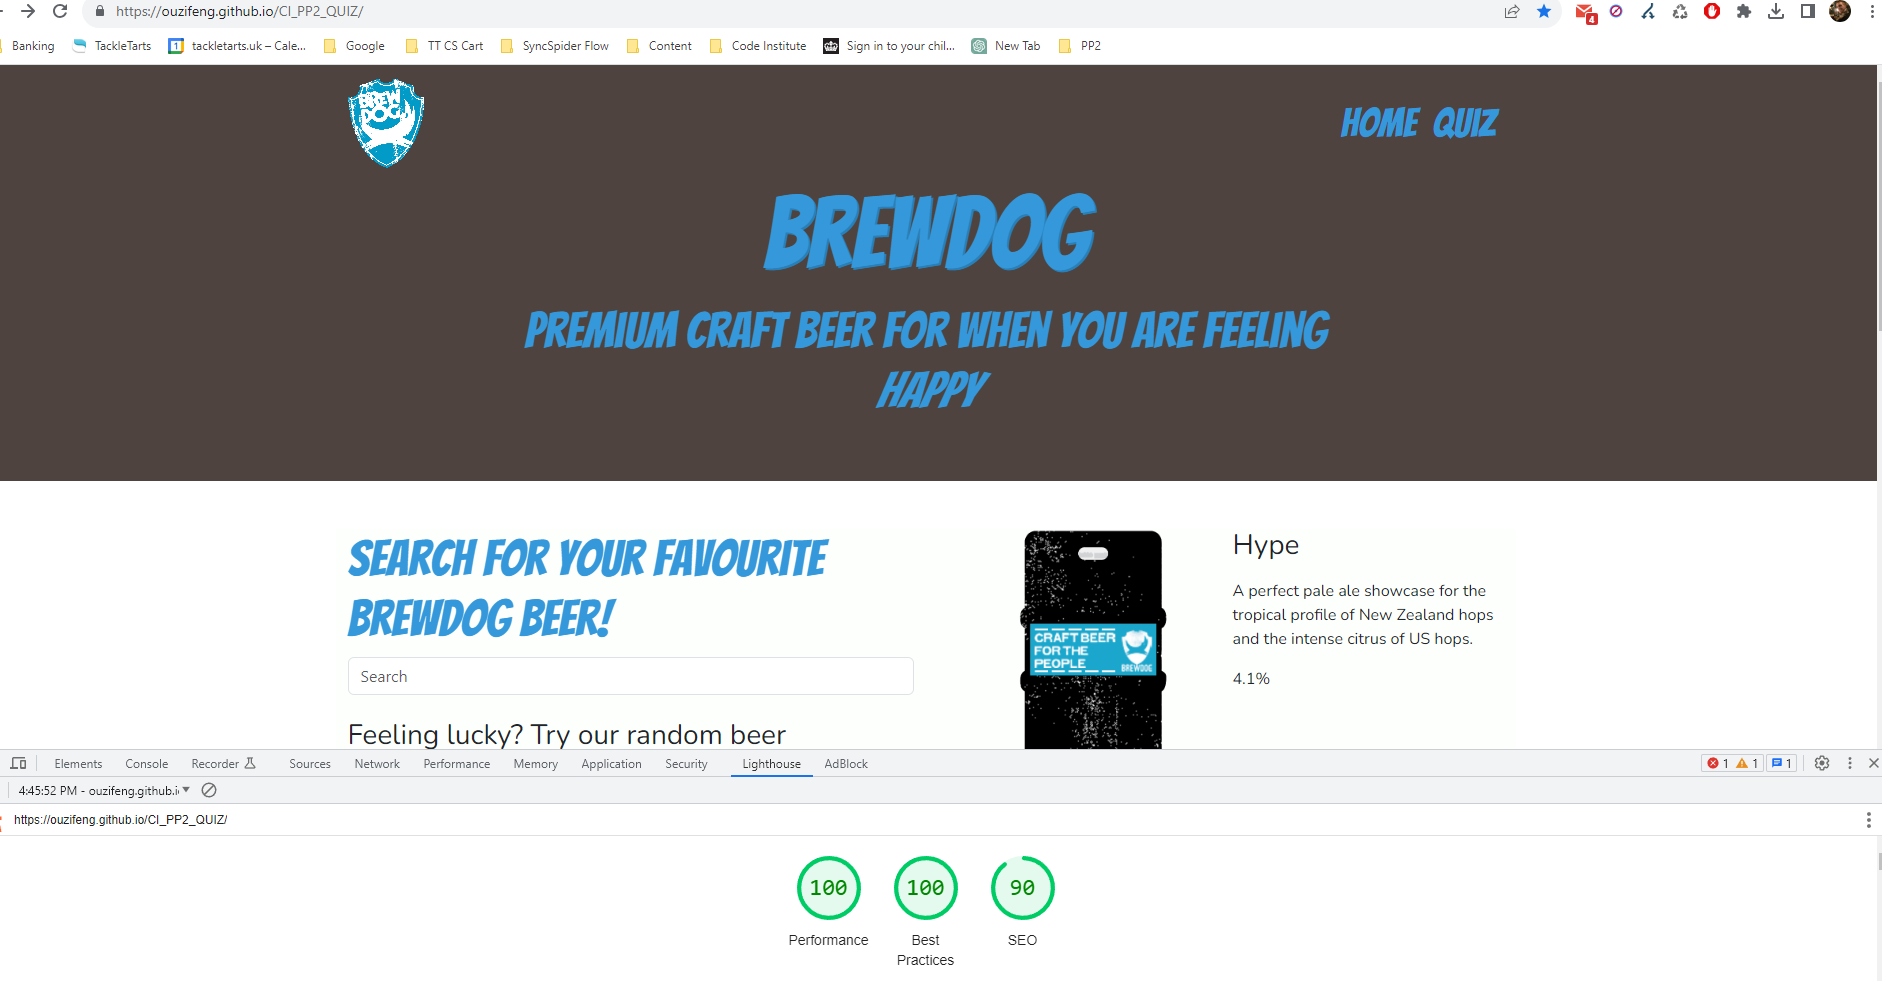 https://ouzifeng.github.io/CI_PP2_QUIZ/
4
Banking TackleTarts 1 tackletarts.uk – Cale... Google TT CS Cart SyncSpider Flow Content Code Institute Sign in to your chil... New Tab PP2
BREW
DOG
HOME QUIZ
BREWDOG
PREMIUM CRAFT BEER FOR WHEN YOU ARE FEELING
HAPPY
SEARCH FOR YOUR FAVOURITE
BREWDOG BEER!
Search
Feeling lucky? Try our random beer
CRAFT BEER
FOR THE
PEOPLE
BREWDOG
Hype
A perfect pale ale showcase for the
tropical profile of New Zealand hops
and the intense citrus of US hops.
4.1%
Elements Console Recorder Sources Network Performance Memory Application Security Lighthouse AdBlock 1 1 1
4:45:52 PM - ouzifeng.github.i
https://ouzifeng.github.io/CI_PP2_QUIZ/
100 100 90
Performance Best Practices SEO